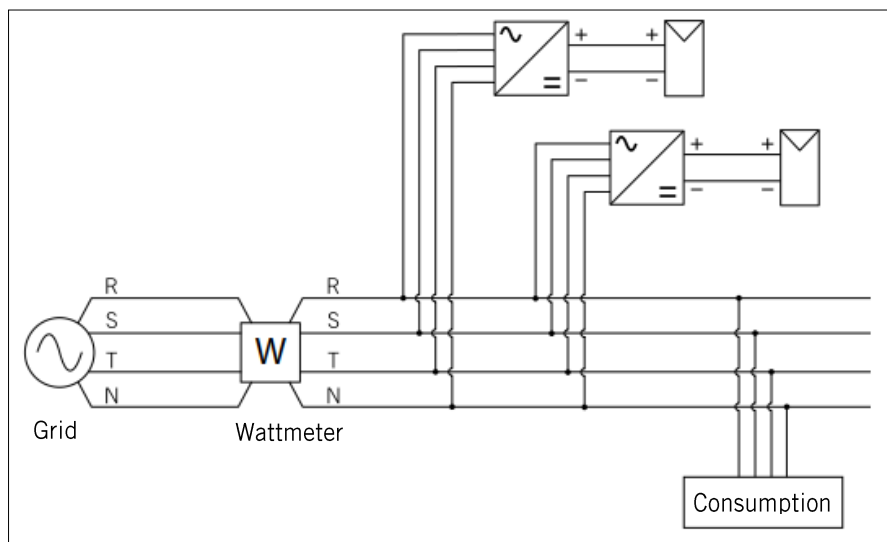 + +
− −
+ +
− −
R R
S S
W
T T
N N
Grid Wattmeter
Consumption